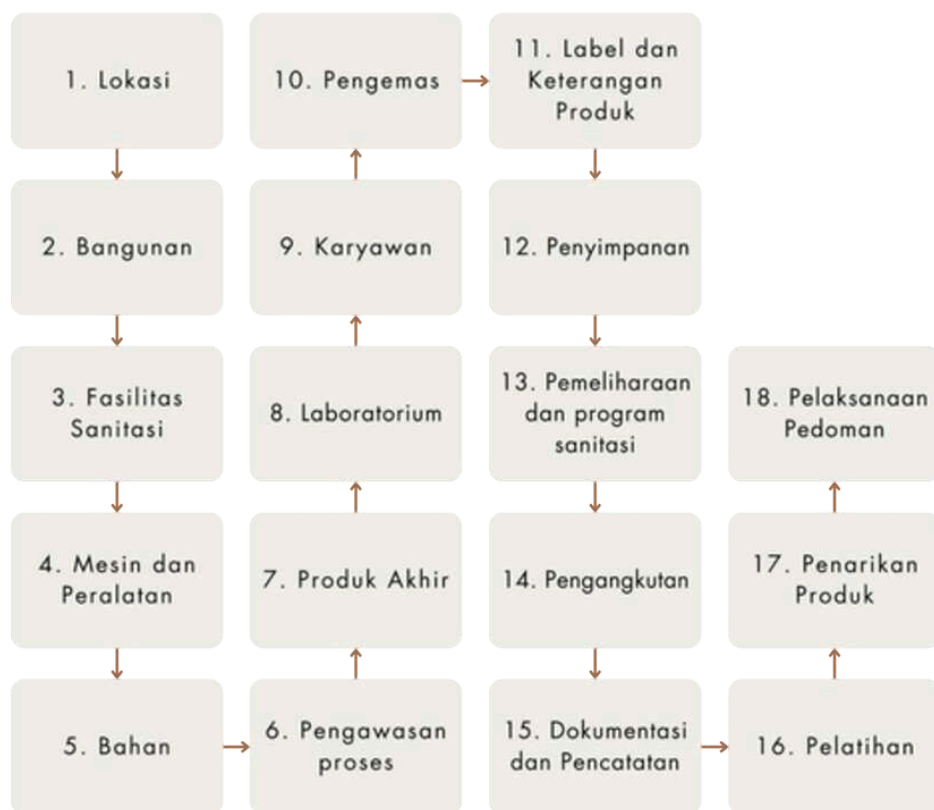 1. Lokasi
2. Bangunan
3. Fasilitas
Sanitasi
4. Mesin dan
Peralatan
5. Bahan
6. Pengawasan
proses
7. Produk Akhir
8. Laboratorium
9. Karyawan
10. Pengemas
11. Label dan
Keterangan
Produk
12. Penyimpanan
13. Pemeliharaan
dan program
sanitasi
14. Pengangkutan
15. Dokumentasi
dan Pencatatan
16. Pelatihan
17. Penarikan
Produk
18. Pelaksanaan
Pedoman